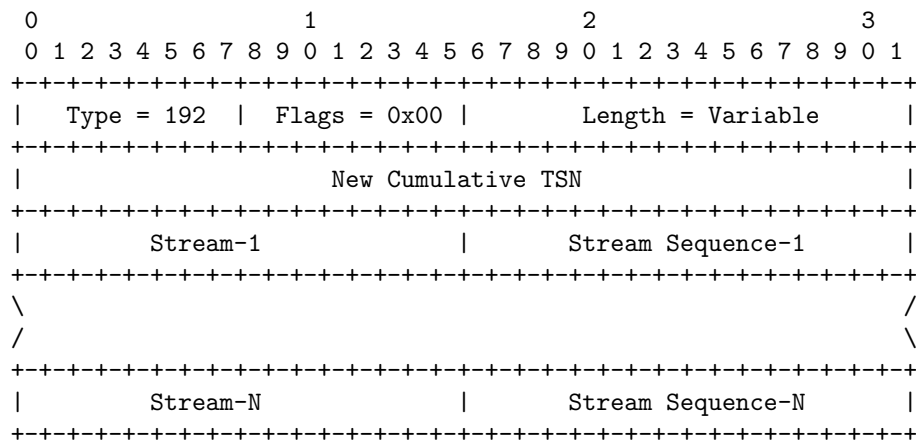 0                   1                   2                   3
0 1 2 3 4 5 6 7 8 9 0 1 2 3 4 5 6 7 8 9 0 1 2 3 4 5 6 7 8 9 0 1
+-+-+-+-+-+-+-+-+-+-+-+-+-+-+-+-+-+-+-+-+-+-+-+-+-+-+-+-+-+-+-+-+
|   Type = 192  |  Flags = 0x00 |        Length = Variable      |
+-+-+-+-+-+-+-+-+-+-+-+-+-+-+-+-+-+-+-+-+-+-+-+-+-+-+-+-+-+-+-+-+
|                      New Cumulative TSN                       |
+-+-+-+-+-+-+-+-+-+-+-+-+-+-+-+-+-+-+-+-+-+-+-+-+-+-+-+-+-+-+-+-+
|         Stream-1              |       Stream Sequence-1       |
+-+-+-+-+-+-+-+-+-+-+-+-+-+-+-+-+-+-+-+-+-+-+-+-+-+-+-+-+-+-+-+-+
\                                                               /
/                                                               \
+-+-+-+-+-+-+-+-+-+-+-+-+-+-+-+-+-+-+-+-+-+-+-+-+-+-+-+-+-+-+-+-+
|         Stream-N              |       Stream Sequence-N       |
+-+-+-+-+-+-+-+-+-+-+-+-+-+-+-+-+-+-+-+-+-+-+-+-+-+-+-+-+-+-+-+-+